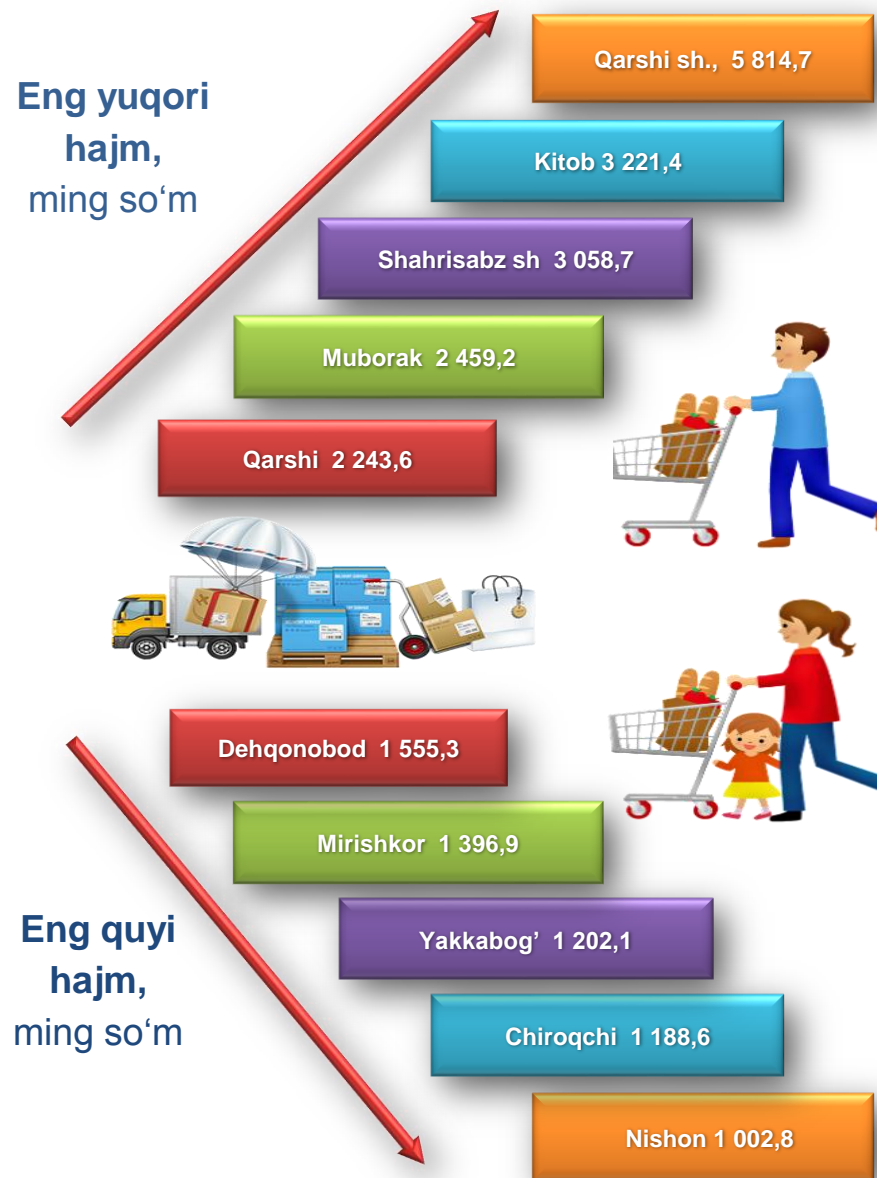 Eng yuqori
hajm,
ming so‘m
Qarshi sh., 5 814,7
Kitob 3 221,4
Shahrisabz sh 3 058,7
Muborak 2 459,2
Qarshi 2 243,6
Dehqonobod 1 555,3
Mirishkor 1 396,9
Yakkabog’ 1 202,1
Chiroqchi 1 188,6
Nishon 1 002,8
Eng quyi
hajm,
ming so‘m